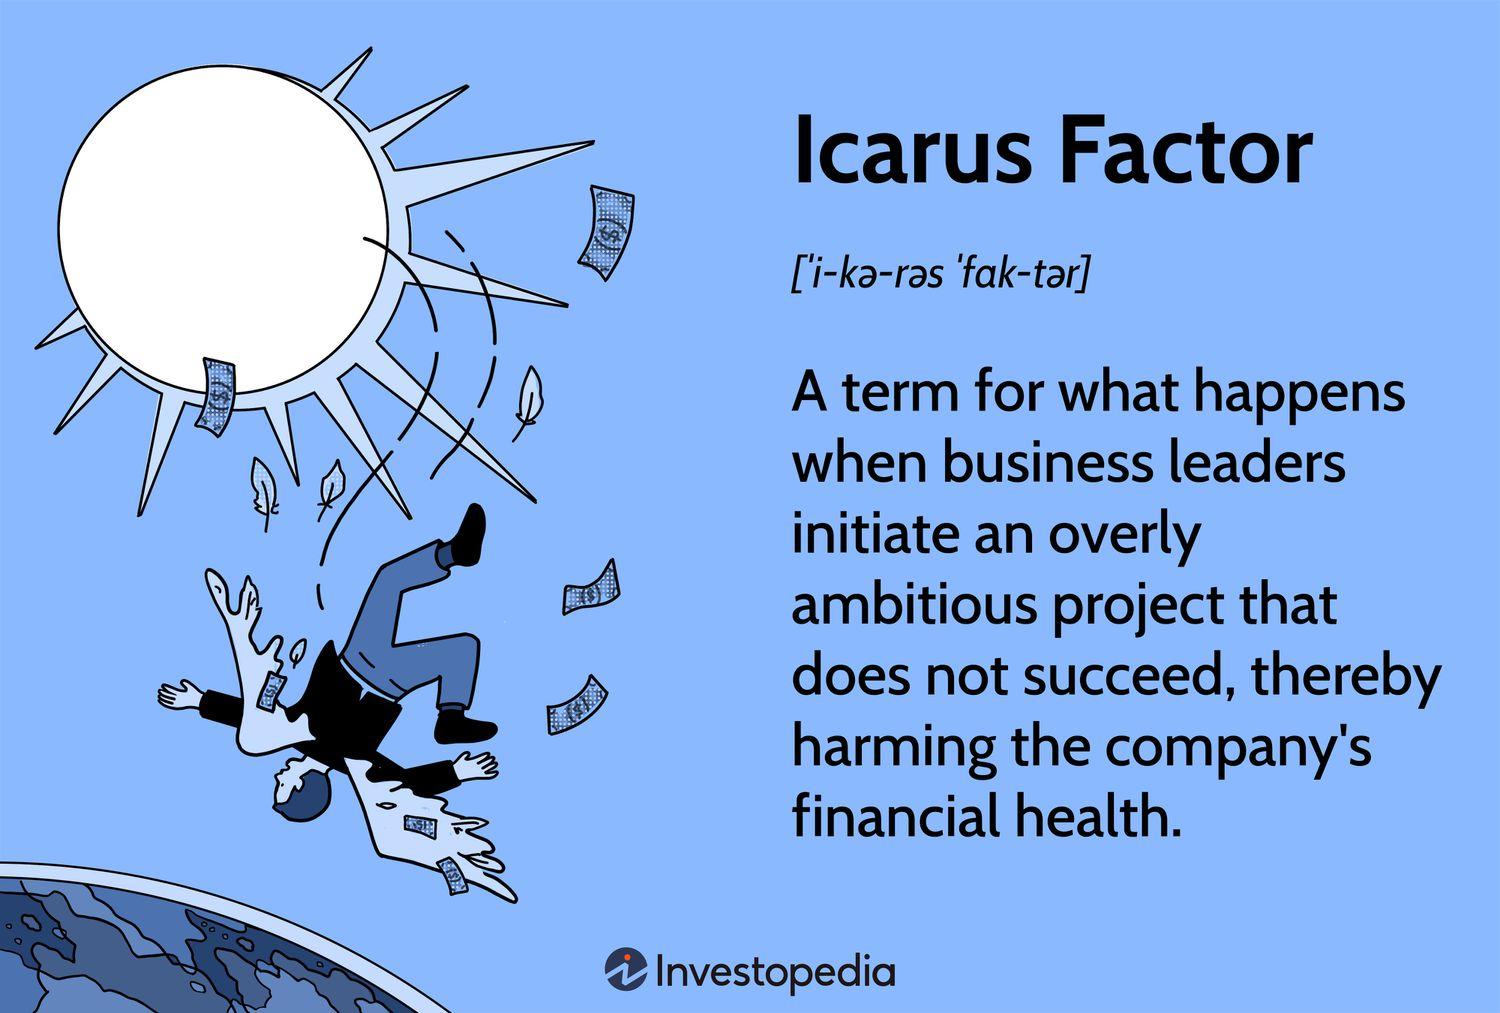 Icarus Factor
['i-kə-rəs 'fak-tər]
A term for what happens
when business leaders
initiate an overly
ambitious project that
does not succeed, thereby
harming the company's
financial health.
Investopedia